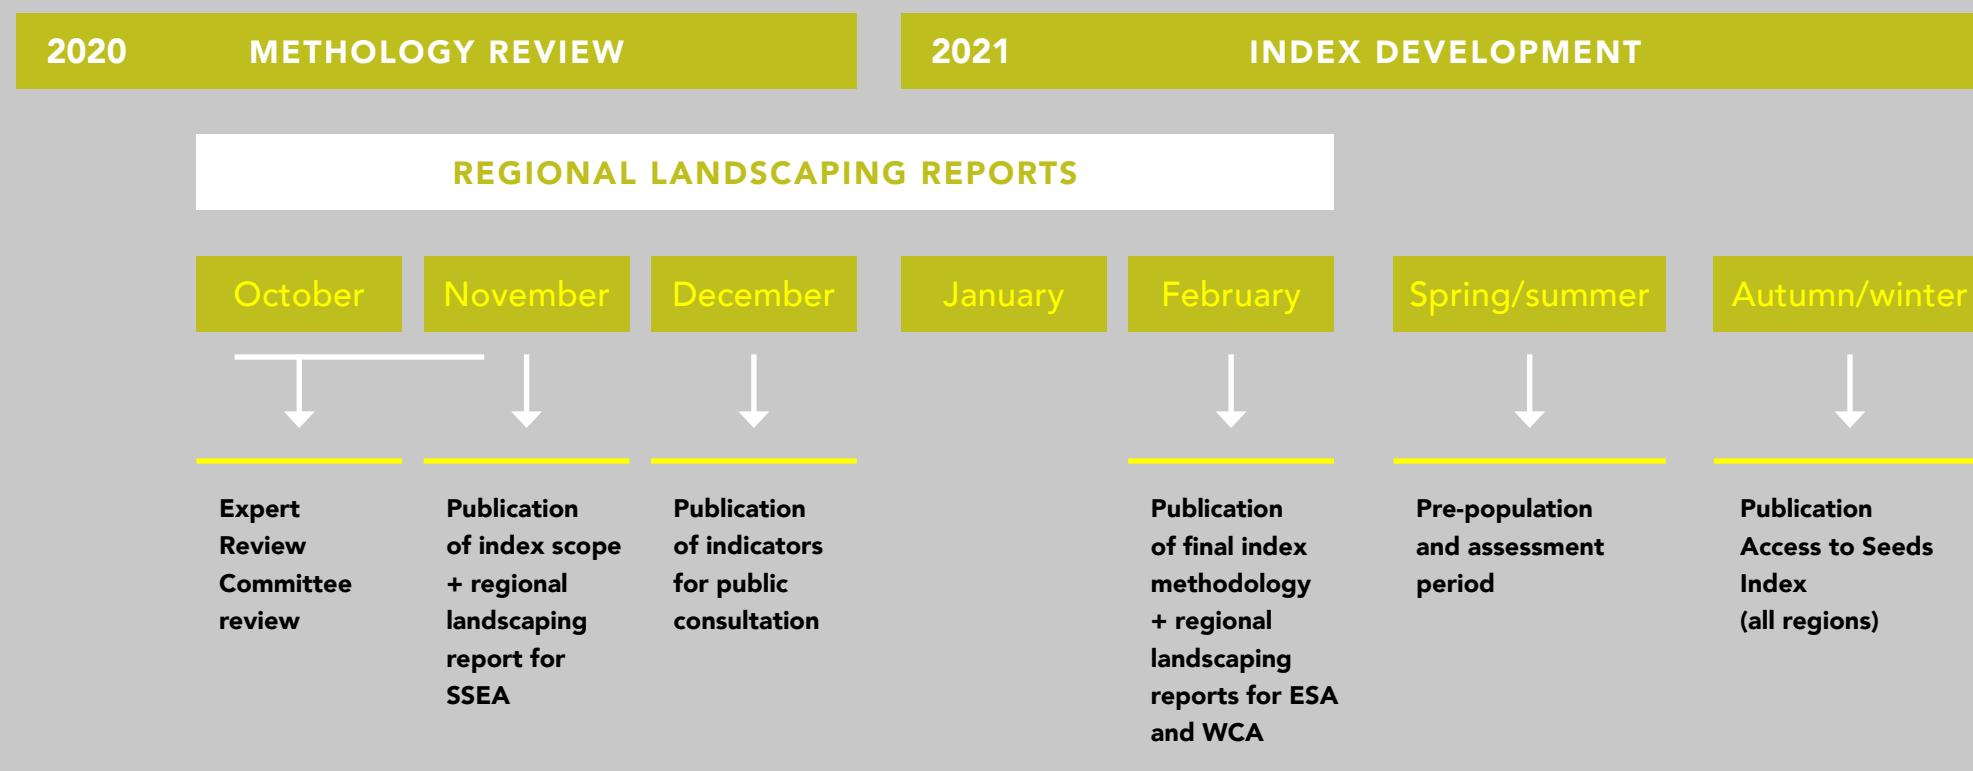 2020 METHOLOGY REVIEW
2021 INDEX DEVELOPMENT
REGIONAL LANDSCAPING REPORTS
October
November
December
January
February
Spring/summer
Autumn/winter
Expert
Review
Committee
review
Publication
of index scope
+ regional
landscaping
report for
SSEA
Publication
of indicators
for public
consultation
Publication
of final index
methodology
+ regional
landscaping
reports for ESA
and WCA
Pre-population
and assessment
period
Publication
Access to Seeds
Index
(all regions)